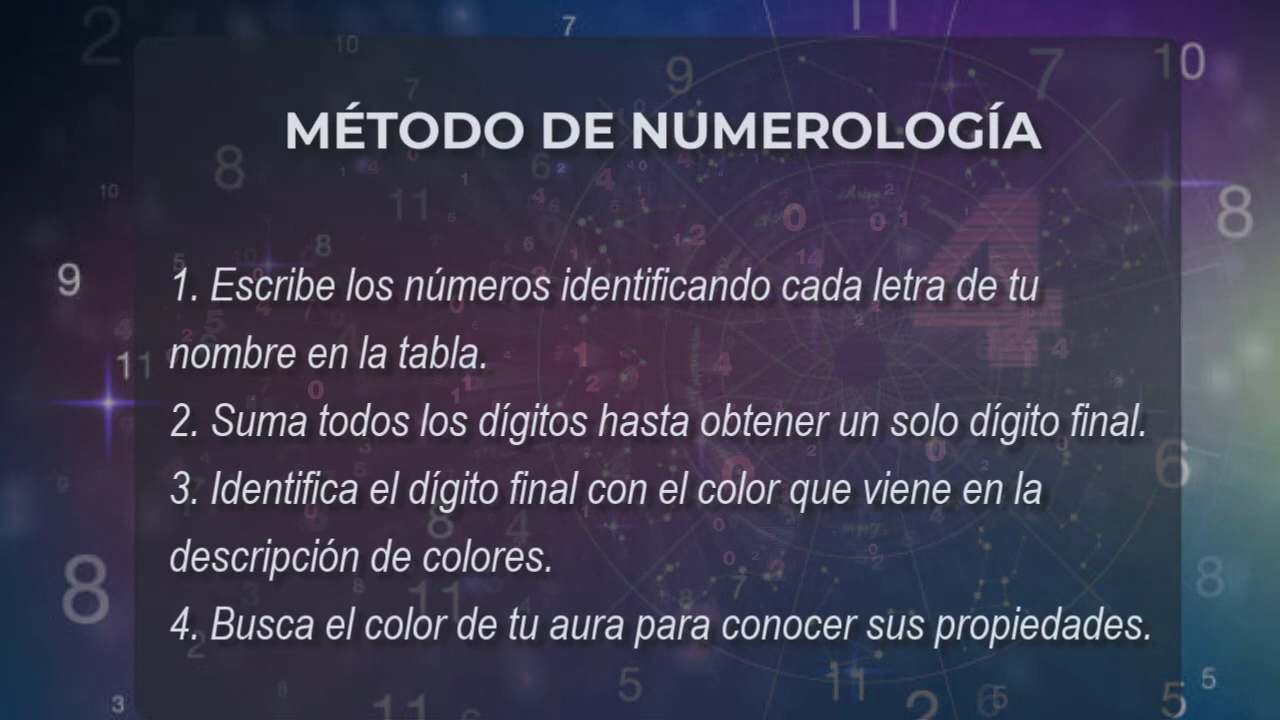 MÉTODO DE NUMEROLOGÍA
1. Escribe los números identificando cada letra de tu
nombre en la tabla.
2. Suma todos los dígitos hasta obtener un solo dígito final.
3. Identifica el dígito final con el color que viene en la
descripción de colores.
4. Busca el color de tu aura para conocer sus propiedades.